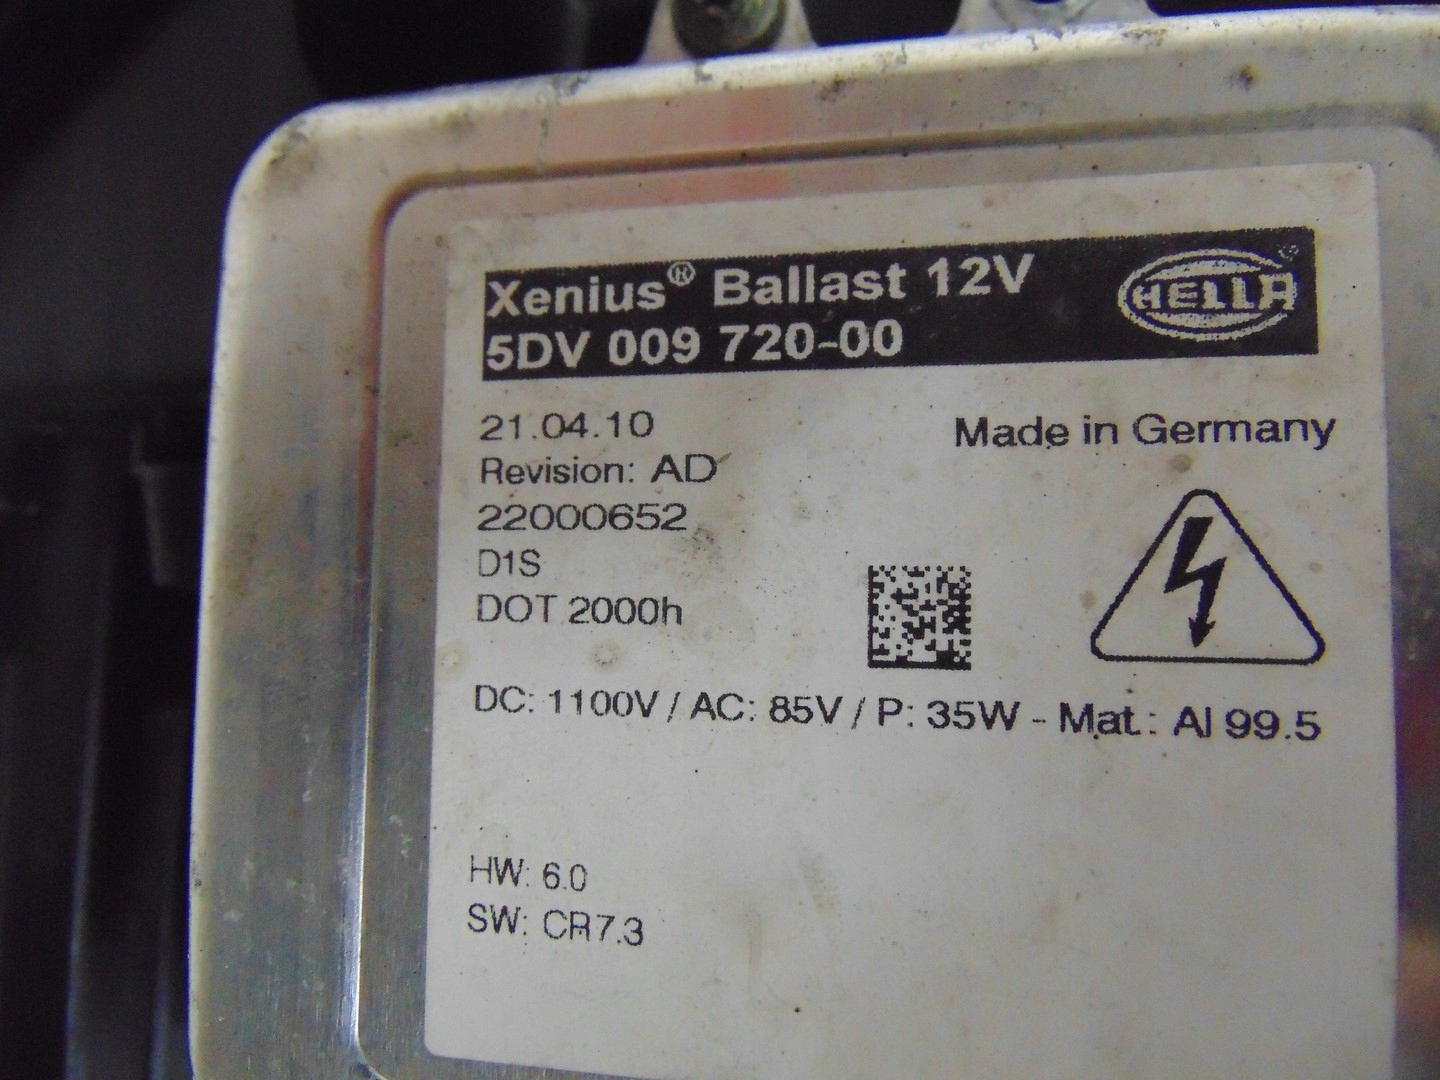 Xenius® Ballast 12V
5DV 009 720-00
HELLA®
21.04.10
Made in Germany
Revision: AD
22000652
D1S
DOT 2000h
DC: 1100V / AC: 85V / P: 35W - Mat.: Al 99.5
HW: 6.0
SW: CR7.3